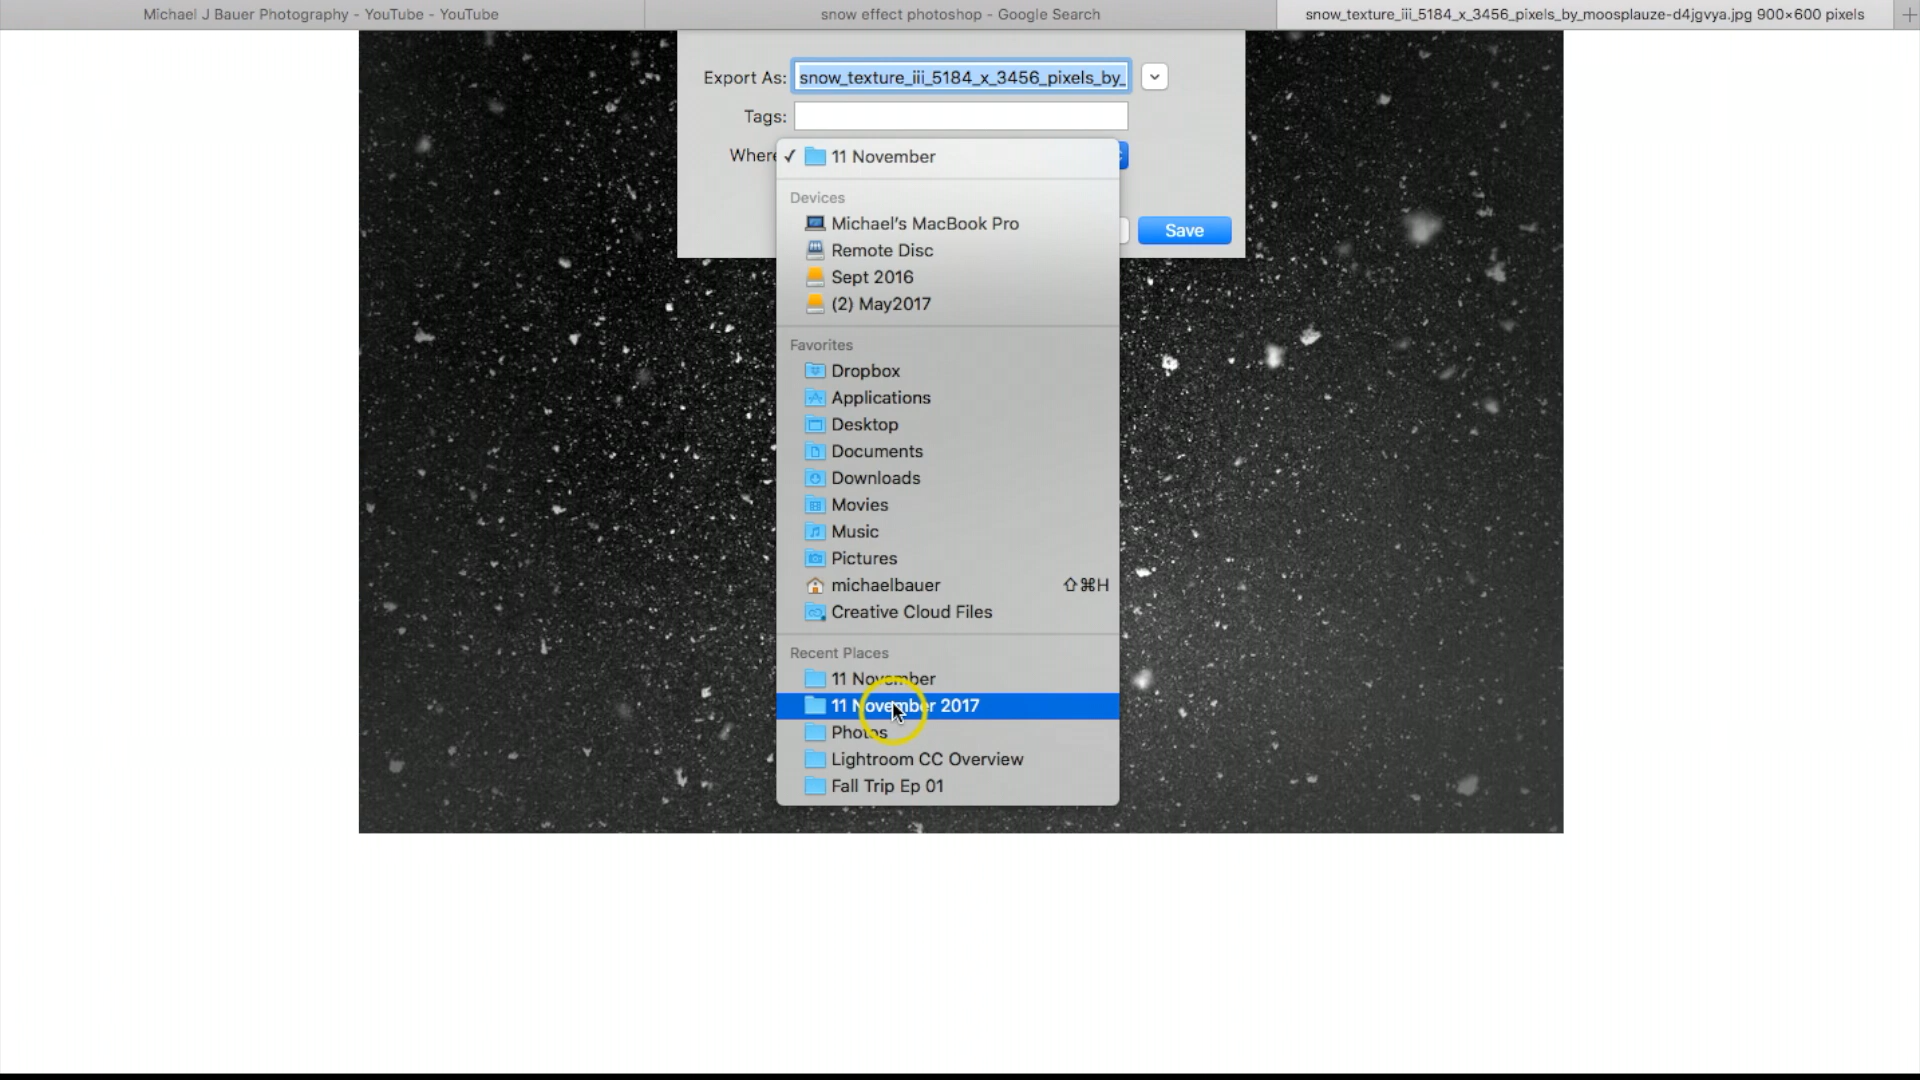 Michael J Bauer Photography - YouTube - YouTube
snow effect photoshop - Google Search
snow_texture_iii_5184_x_3456_pixels_by_moosplauze-d4jgvya.jpg 900×600 pixels
Export As: snow_texture_iii_5184_x_3456_pixels_by_
Tags:
Where
✓ 11 November
Devices
Michael's MacBook Pro
Remote Disc
Sept 2016
(2) May2017
Save
Favorites
Dropbox
Applications
Desktop
Documents
Downloads
Movies
Music
Pictures
michaelbauer ⇧⌘H
Creative Cloud Files
Recent Places
11 November
11 November 2017
Photos
Lightroom CC Overview
Fall Trip Ep 01